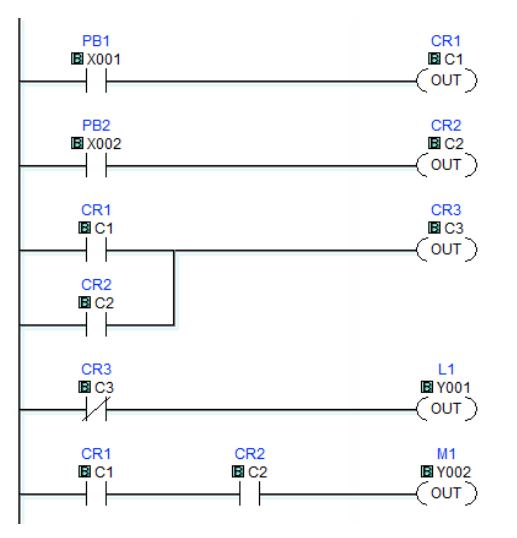 PB1 CR1
B X001 B C1
OUT
PB2 CR2
B X002 B C2
OUT
CR1 CR3
B C1 B C3
OUT
CR2
B C2
CR3 L1
B C3 B Y001
OUT
CR1 CR2 M1
B C1 B C2 B Y002
OUT